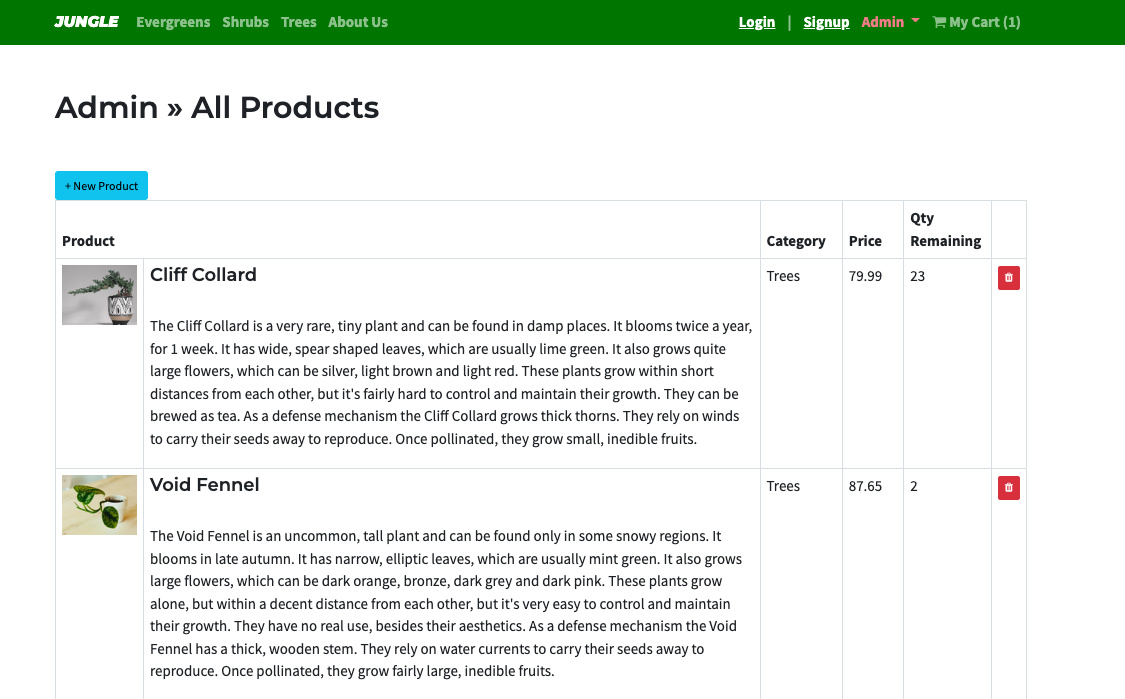 JUNGLE Evergreens Shrubs Trees About Us Login | Signup Admin My Cart (1)
Admin » All Products
+ New Product
Product Category Price Qty Remaining
Cliff Collard Trees 79.99 23
The Cliff Collard is a very rare, tiny plant and can be found in damp places. It blooms twice a year,
for 1 week. It has wide, spear shaped leaves, which are usually lime green. It also grows quite
large flowers, which can be silver, light brown and light red. These plants grow within short
distances from each other, but it's fairly hard to control and maintain their growth. They can be
brewed as tea. As a defense mechanism the Cliff Collard grows thick thorns. They rely on winds
to carry their seeds away to reproduce. Once pollinated, they grow small, inedible fruits.
Void Fennel Trees 87.65 2
The Void Fennel is an uncommon, tall plant and can be found only in some snowy regions. It
blooms in late autumn. It has narrow, elliptic leaves, which are usually mint green. It also grows
large flowers, which can be dark orange, bronze, dark grey and dark pink. These plants grow
alone, but within a decent distance from each other, but it's very easy to control and maintain
their growth. They have no real use, besides their aesthetics. As a defense mechanism the Void
Fennel has a thick, wooden stem. They rely on water currents to carry their seeds away to
reproduce. Once pollinated, they grow fairly large, inedible fruits.